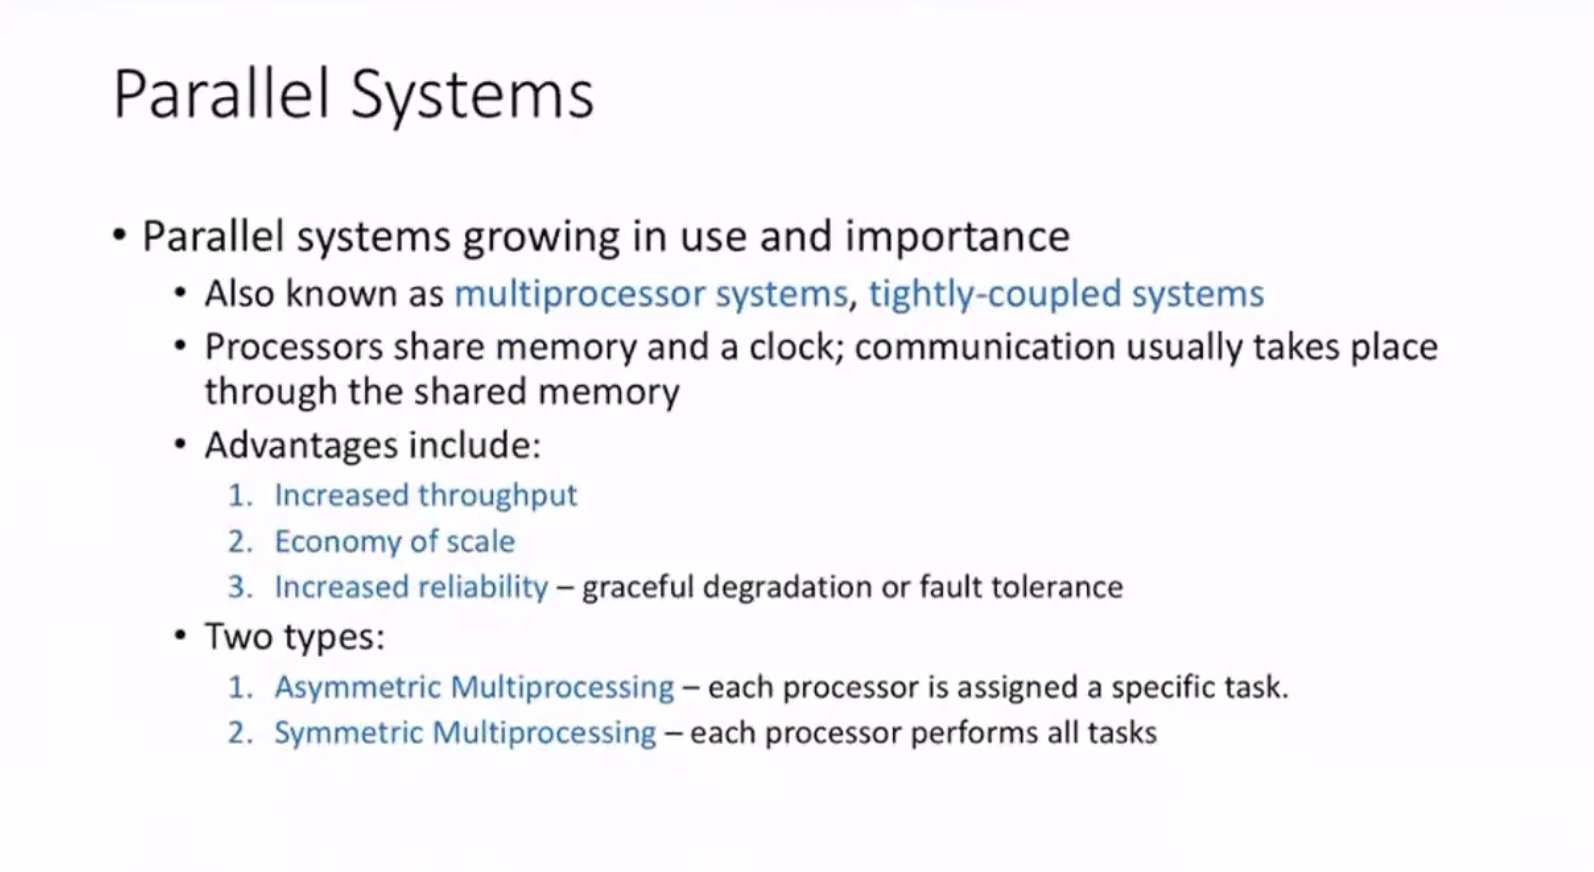 Parallel Systems
• Parallel systems growing in use and importance
• Also known as multiprocessor systems, tightly-coupled systems
• Processors share memory and a clock; communication usually takes place
through the shared memory
• Advantages include:
1. Increased throughput
2. Economy of scale
3. Increased reliability – graceful degradation or fault tolerance
• Two types:
1. Asymmetric Multiprocessing – each processor is assigned a specific task.
2. Symmetric Multiprocessing – each processor performs all tasks